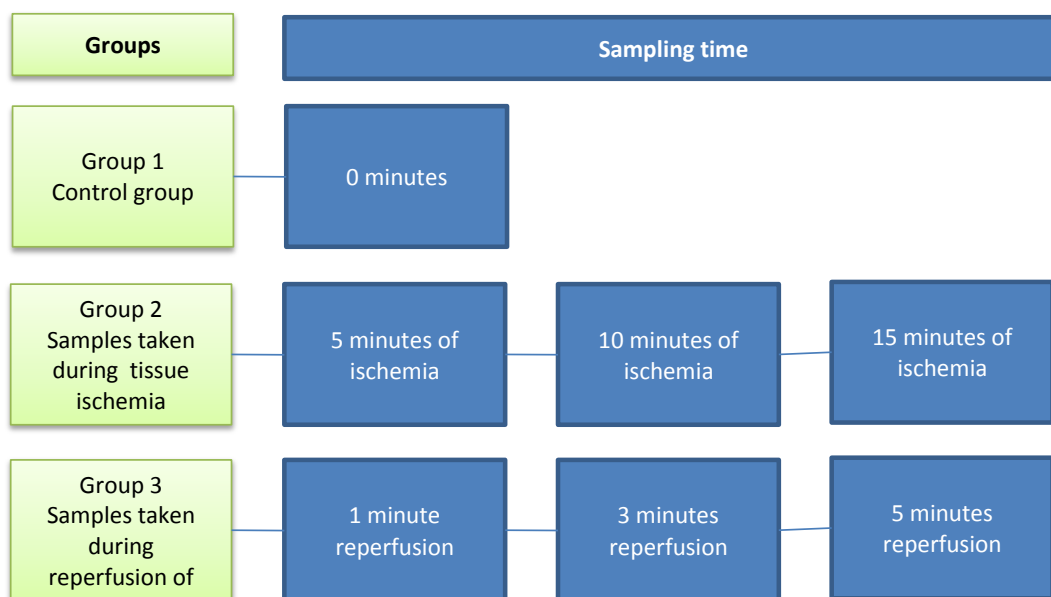 Groups
Sampling time
Group 1
Control group
0 minutes
Group 2
Samples taken
during tissue
ischemia
5 minutes of
ischemia
10 minutes of
ischemia
15 minutes of
ischemia
Group 3
Samples taken
during
reperfusion of
1 minute
reperfusion
3 minutes
reperfusion
5 minutes
reperfusion